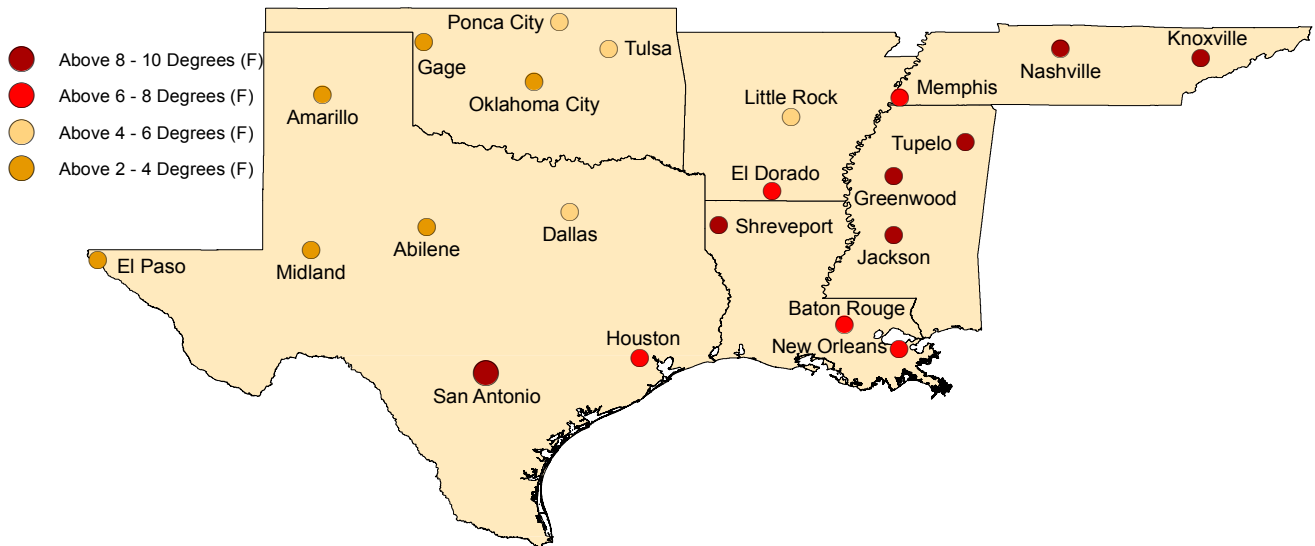 Above 8 - 10 Degrees (F)
Above 6 - 8 Degrees (F)
Above 4 - 6 Degrees (F)
Above 2 - 4 Degrees (F)
Ponca City
Tulsa
Gage
Oklahoma City
Amarillo
Knoxville
Nashville
Memphis
Little Rock
Tupelo
El Dorado
Greenwood
Shreveport
Jackson
Dallas
Abilene
El Paso
Midland
Baton Rouge
New Orleans
Houston
San Antonio